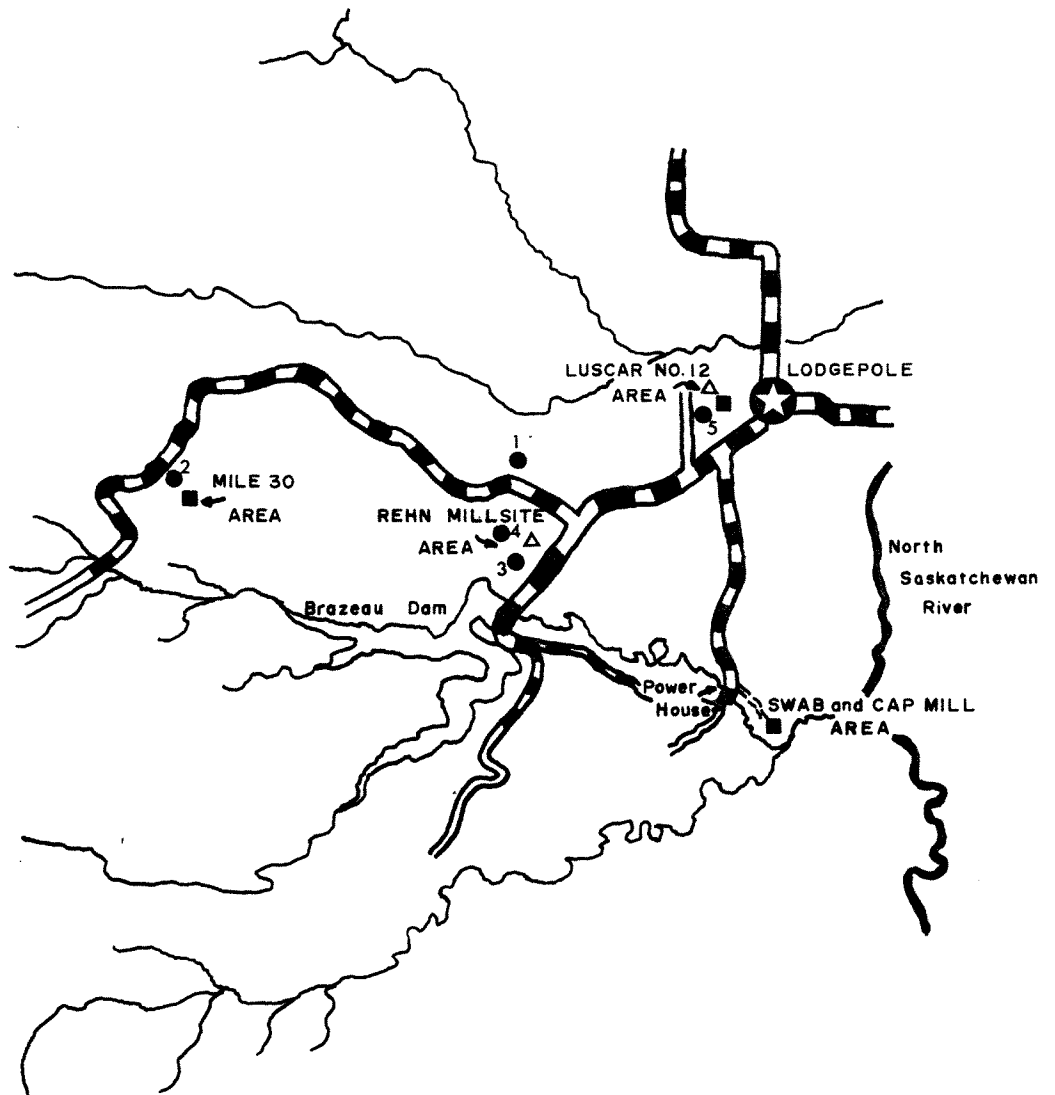 LUSCAR NO. 12
AREA
LODGEPOLE
5
1
2
MILE 30
AREA
REHN MILLSITE
AREA
4
3
North
Saskatchewan
River
Brazeau Dam
Power
House
SWAB and CAP MILL
AREA